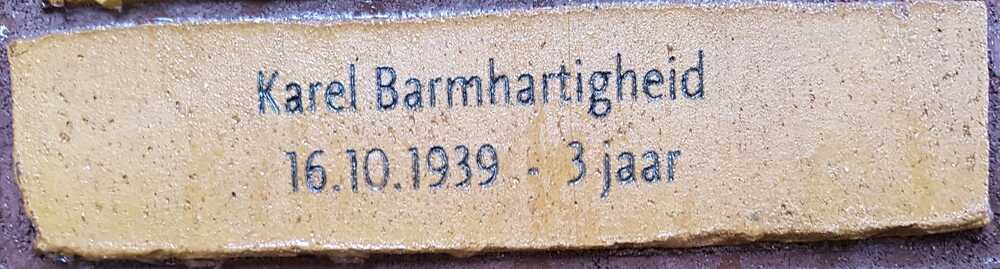 Karel Barmhartigheid
16.10.1939 - 3 jaar